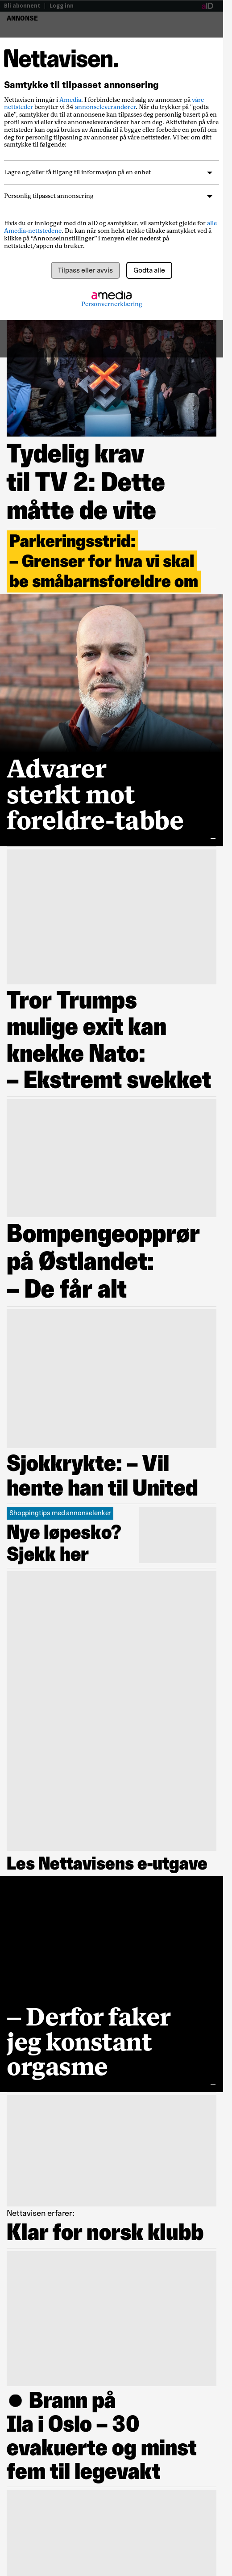 Bli abonnent | Logg inn
aID
ANNONSE
Nettavisen.
Samtykke til tilpasset annonsering
Nettavisen inngår i Amedia. I forbindelse med salg av annonser på våre
nettsteder benytter vi 34 annonseleverandører. Når du trykker på "godta
alle", samtykker du til at annonsene kan tilpasses deg personlig basert på en
profil som vi eller våre annonseleverandører har om deg. Aktiviteten på våre
nettsteder kan også brukes av Amedia til å bygge eller forbedre en profil om
deg for personlig tilpasning av annonser på våre nettsteder. Vi ber om ditt
samtykke til følgende:
Lagre og/eller få tilgang til informasjon på en enhet
Personlig tilpasset annonsering
Hvis du er innlogget med din aID og samtykker, vil samtykket gjelde for alle
Amedia-nettstedene. Du kan når som helst trekke tilbake samtykket ved å
klikke på "Annonseinnstillinger" i menyen eller nederst på
nettstedet/appen du bruker.
Tilpass eller avvis
Godta alle
amedia
Personvernerklæring
Tydelig krav
til TV 2: Dette
måtte de vite
Parkeringsstrid:
– Grenser for hva vi skal
be småbarnsforeldre om
Advarer
sterkt mot
foreldre-tabbe
+
Tror Trumps
mulige exit kan
knekke Nato:
– Ekstremt svekket
Bompengeopprør
på Østlandet:
– De får alt
Sjokkrykte: – Vil
hente han til United
Shoppingtips med annonselenker
Nye løpesko?
Sjekk her
Les Nettavisens e-utgave
– Derfor faker
jeg konstant
orgasme
+
Nettavisen erfarer:
Klar for norsk klubb
● Brann på
Ila i Oslo – 30
evakuerte og minst
fem til legevakt